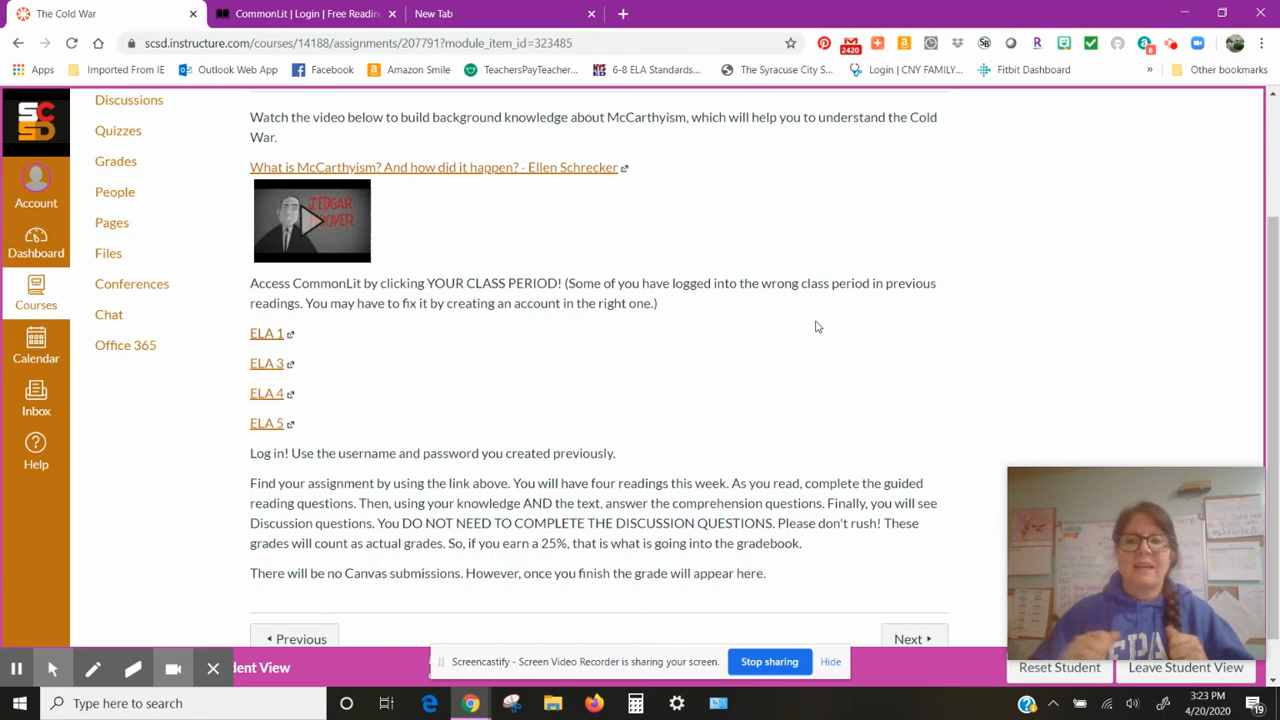 The Cold War
CommonLit | Login | Free Readin
New Tab
scsd.instructure.com/courses/14188/assignments/207791?module_item_id=323485
2420
8
Apps
Imported From IE
Outlook Web App
Facebook
Amazon Smile
TeachersPayTeacher...
6-8 ELA Standards...
The Syracuse City S...
Login | CNY FAMILY...
Fitbit Dashboard
»
Other bookmarks
SCSD
Account
Dashboard
Courses
Calendar
Inbox
Help
Discussions
Quizzes
Grades
People
Pages
Files
Conferences
Chat
Office 365
Watch the video below to build background knowledge about McCarthyism, which will help you to understand the Cold
War.
What is McCarthyism? And how did it happen? - Ellen Schrecker
J.EDGAR
HOOVER
Access CommonLit by clicking YOUR CLASS PERIOD! (Some of you have logged into the wrong class period in previous
readings. You may have to fix it by creating an account in the right one.)
ELA 1
ELA 3
ELA 4
ELA 5
Log in! Use the username and password you created previously.
Find your assignment by using the link above. You will have four readings this week. As you read, complete the guided
reading questions. Then, using your knowledge AND the text, answer the comprehension questions. Finally, you will see
Discussion questions. You DO NOT NEED TO COMPLETE THE DISCUSSION QUESTIONS. Please don't rush! These
grades will count as actual grades. So, if you earn a 25%, that is what is going into the gradebook.
There will be no Canvas submissions. However, once you finish the grade will appear here.
Previous
Next
dent View
Screencastify - Screen Video Recorder is sharing your screen.
Stop sharing
Hide
Reset Student
Leave Student View
Type here to search
3:23 PM
4/20/2020
19